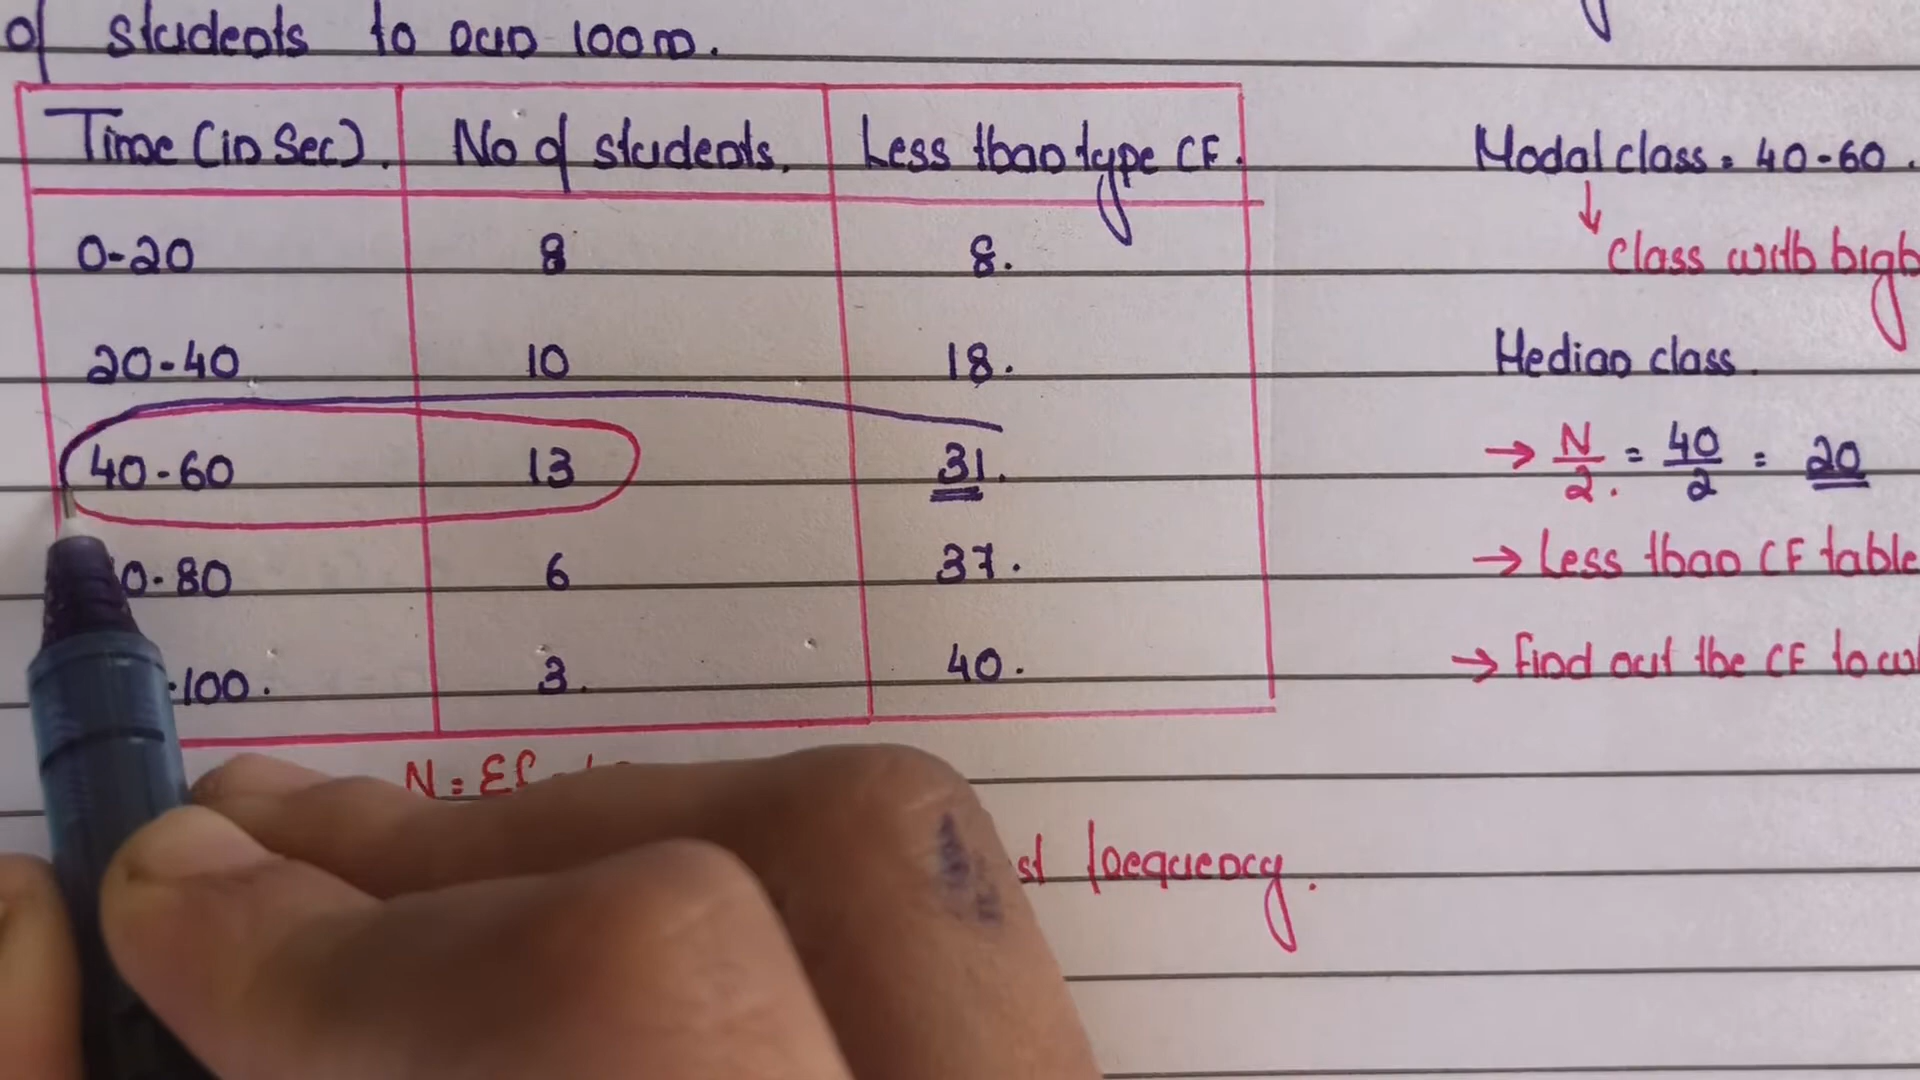 of students to run 100m.
Time (in Sec). No of students. Less than type CF.
0-20 8 8.
20-40 10 18.
40-60 13 31.
0-80 6 37.
-100. 3. 40.
N = Σf
st frequency.
Modal class = 40-60.
↓
class with high
Median class
→ N/2. = 40/2 = 20
→ Less than CF table
→ Find out the CF to